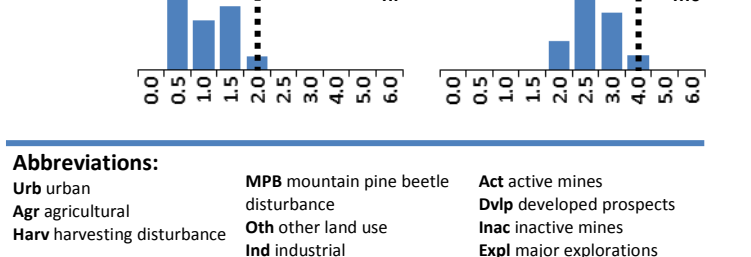 0.0 0.5 1.0 1.5 2.0 2.5 3.0 4.0 5.0 6.0
0.0 0.5 1.0 1.5 2.0 2.5 3.0 4.0 5.0 6.0
Abbreviations:
Urb urban
Agr agricultural
Harv harvesting disturbance
MPB mountain pine beetle
disturbance
Oth other land use
Ind industrial
Act active mines
Dvlp developed prospects
Inac inactive mines
Expl major explorations